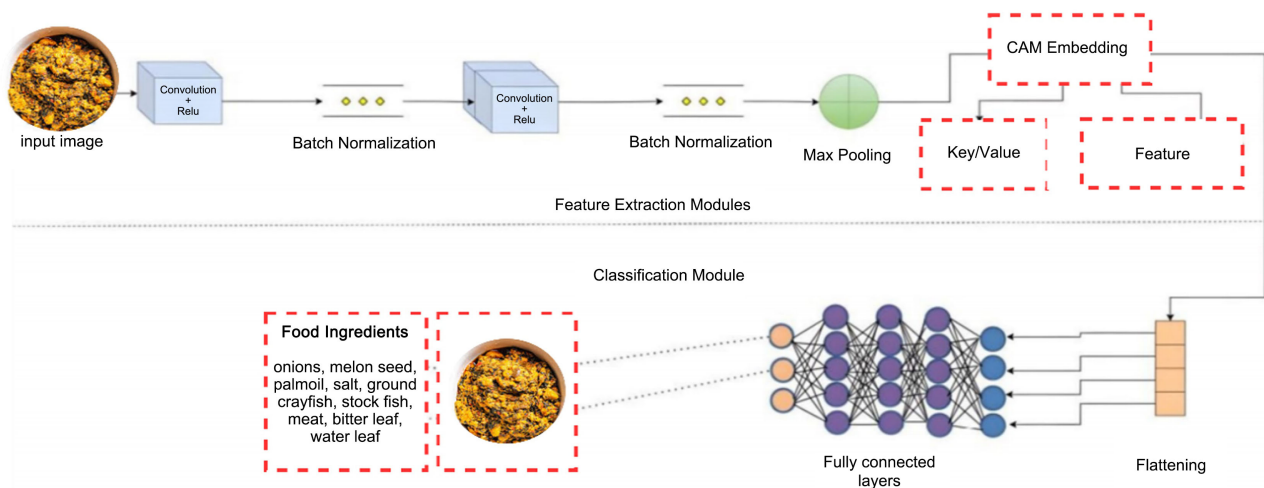 Convolution
+
Relu
Convolution
+
Relu
CAM Embedding
input image
Batch Normalization
Batch Normalization
Max Pooling
Key/Value
Feature
Feature Extraction Modules
Classification Module
Food Ingredients
onions, melon seed,
palmoil, salt, ground
crayfish, stock fish,
meat, bitter leaf,
water leaf
Fully connected
layers
Flattening